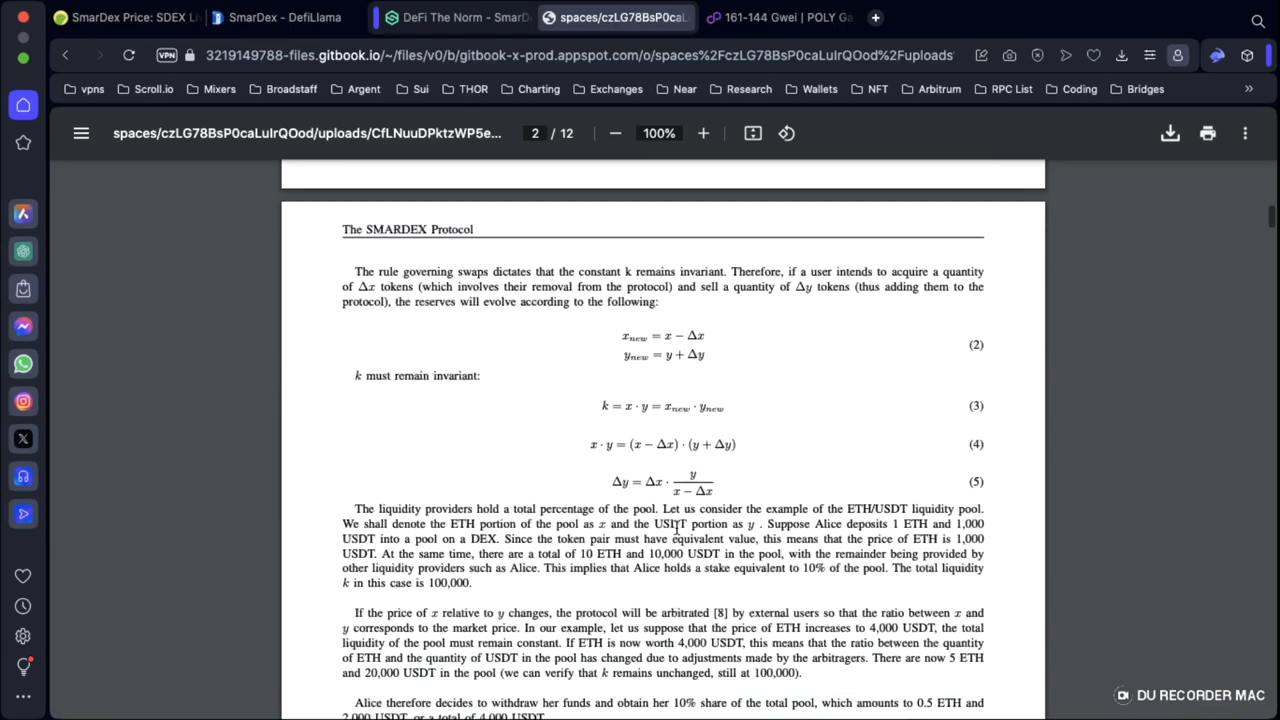 SmarDex Price: SDEX Li
SmarDex - DefiLlama
DeFi The Norm - SmarD
spaces/czLG78BsP0caL
161-144 Gwei | POLY Ga
VPN
3219149788-files.gitbook.io/~/files/v0/b/gitbook-x-prod.appspot.com/o/spaces%2FczLG78BsP0caLuIrQOod%2Fuploads
vpns
Scroll.io
Mixers
Broadstaff
Argent
Sui
THOR
Charting
Exchanges
Near
Research
Wallets
NFT
Arbitrum
RPC List
Coding
Bridges
»
spaces/czLG78BsP0caLuIrQOod/uploads/CfLNuuDPktzWP5e...
2 / 12
100%
The SMARDEX Protocol
The rule governing swaps dictates that the constant k remains invariant. Therefore, if a user intends to acquire a quantity
of Δx tokens (which involves their removal from the protocol) and sell a quantity of Δy tokens (thus adding them to the
protocol), the reserves will evolve according to the following:
xnew = x − Δx
ynew = y + Δy
(2)
k must remain invariant:
k = x · y = xnew · ynew (3)
x · y = (x − Δx) · (y + Δy) (4)
Δy = Δx · y / (x − Δx) (5)
The liquidity providers hold a total percentage of the pool. Let us consider the example of the ETH/USDT liquidity pool.
We shall denote the ETH portion of the pool as x and the USDT portion as y . Suppose Alice deposits 1 ETH and 1,000
USDT into a pool on a DEX. Since the token pair must have equivalent value, this means that the price of ETH is 1,000
USDT. At the same time, there are a total of 10 ETH and 10,000 USDT in the pool, with the remainder being provided by
other liquidity providers such as Alice. This implies that Alice holds a stake equivalent to 10% of the pool. The total liquidity
k in this case is 100,000.
If the price of x relative to y changes, the protocol will be arbitrated [8] by external users so that the ratio between x and
y corresponds to the market price. In our example, let us suppose that the price of ETH increases to 4,000 USDT, the total
liquidity of the pool must remain constant. If ETH is now worth 4,000 USDT, this means that the ratio between the quantity
of ETH and the quantity of USDT in the pool has changed due to adjustments made by the arbitragers. There are now 5 ETH
and 20,000 USDT in the pool (we can verify that k remains unchanged, still at 100,000).
Alice therefore decides to withdraw her funds and obtain her 10% share of the total pool, which amounts to 0.5 ETH and
2,000 USDT, or a total of 4,000 USDT.
DU RECORDER MAC